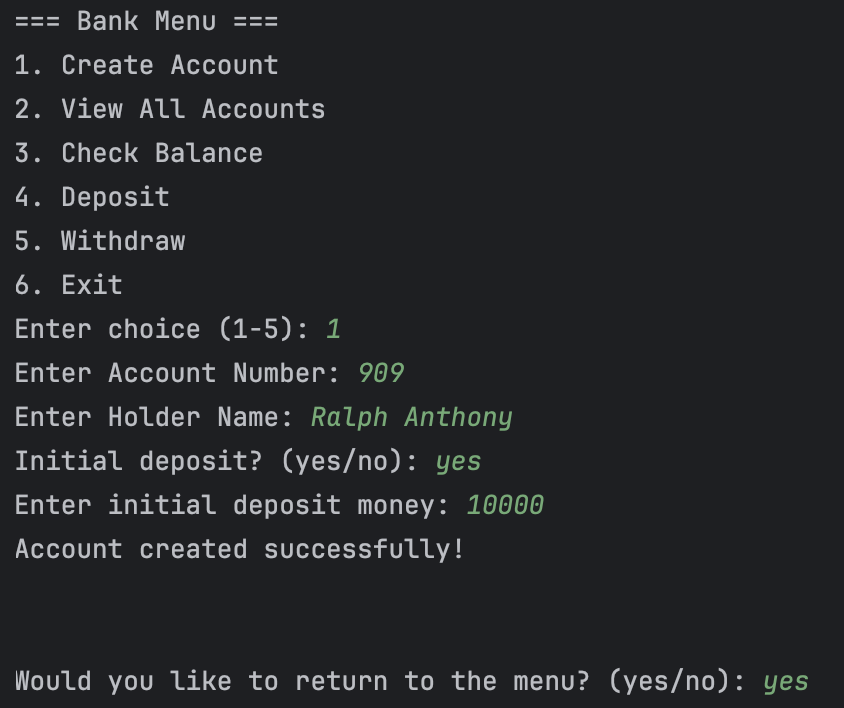 === Bank Menu ===
1. Create Account
2. View All Accounts
3. Check Balance
4. Deposit
5. Withdraw
6. Exit
Enter choice (1-5): 1
Enter Account Number: 909
Enter Holder Name: Ralph Anthony
Initial deposit? (yes/no): yes
Enter initial deposit money: 10000
Account created successfully!
Would you like to return to the menu? (yes/no): yes